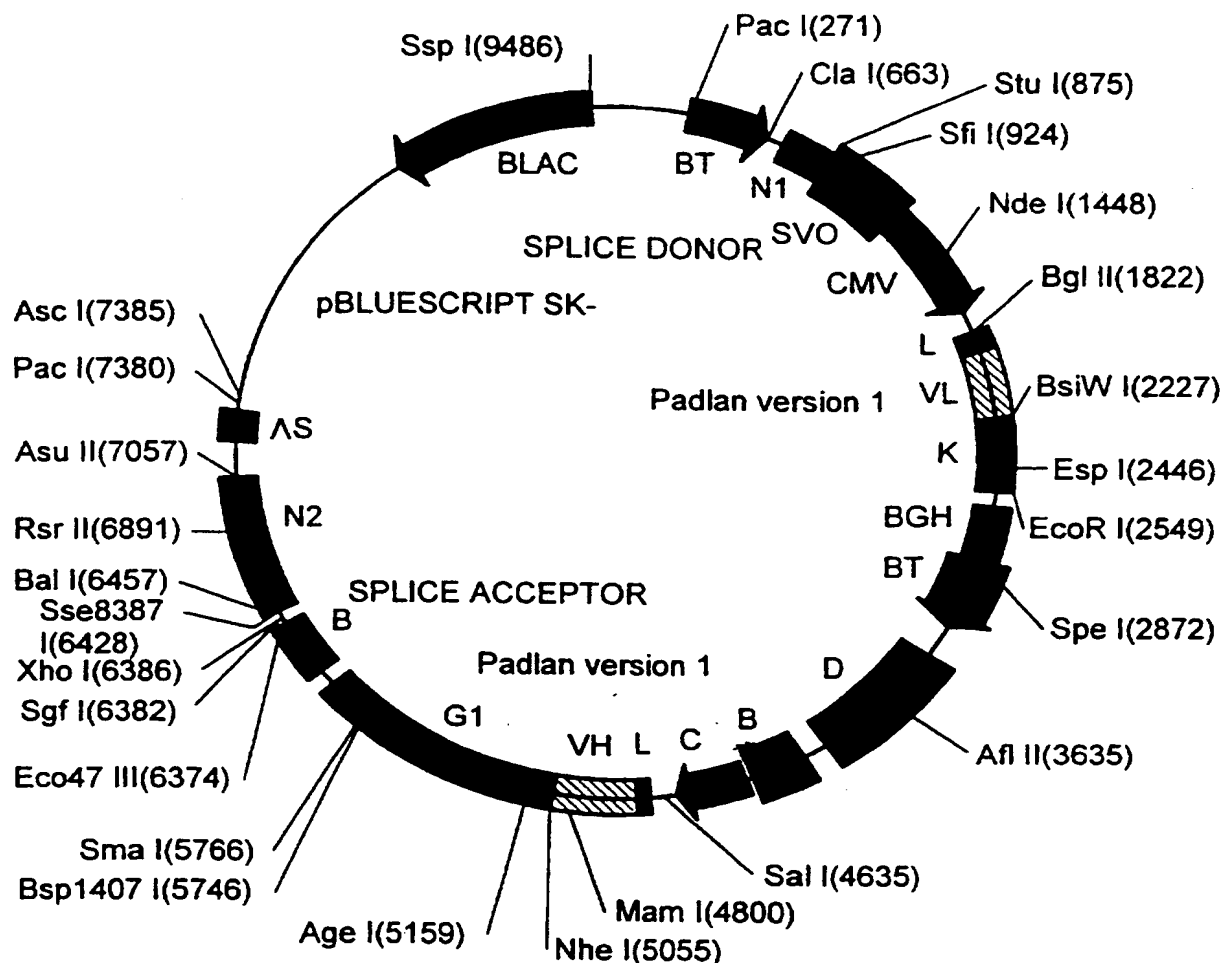 Ssp I(9486)
Pac I(271)
Cla I(663)
Stu I(875)
Sfi I(924)
BLAC
BT
N1
SVO
Nde I(1448)
SPLICE DONOR
CMV
Bgl II(1822)
pBLUESCRIPT SK-
Asc I(7385)
L
Pac I(7380)
VL
BsiW I(2227)
Padlan version 1
ΛS
Asu II(7057)
K
Esp I(2446)
N2
BGH
EcoR I(2549)
Rsr II(6891)
BT
Bal I(6457)
SPLICE ACCEPTOR
Sse8387
I(6428)
B
Spe I(2872)
Xho I(6386)
Padlan version 1
D
Sgf I(6382)
G1
VH
L
C
B
Afl II(3635)
Eco47 III(6374)
Sma I(5766)
Sal I(4635)
Bsp1407 I(5746)
Mam I(4800)
Age I(5159)
Nhe I(5055)